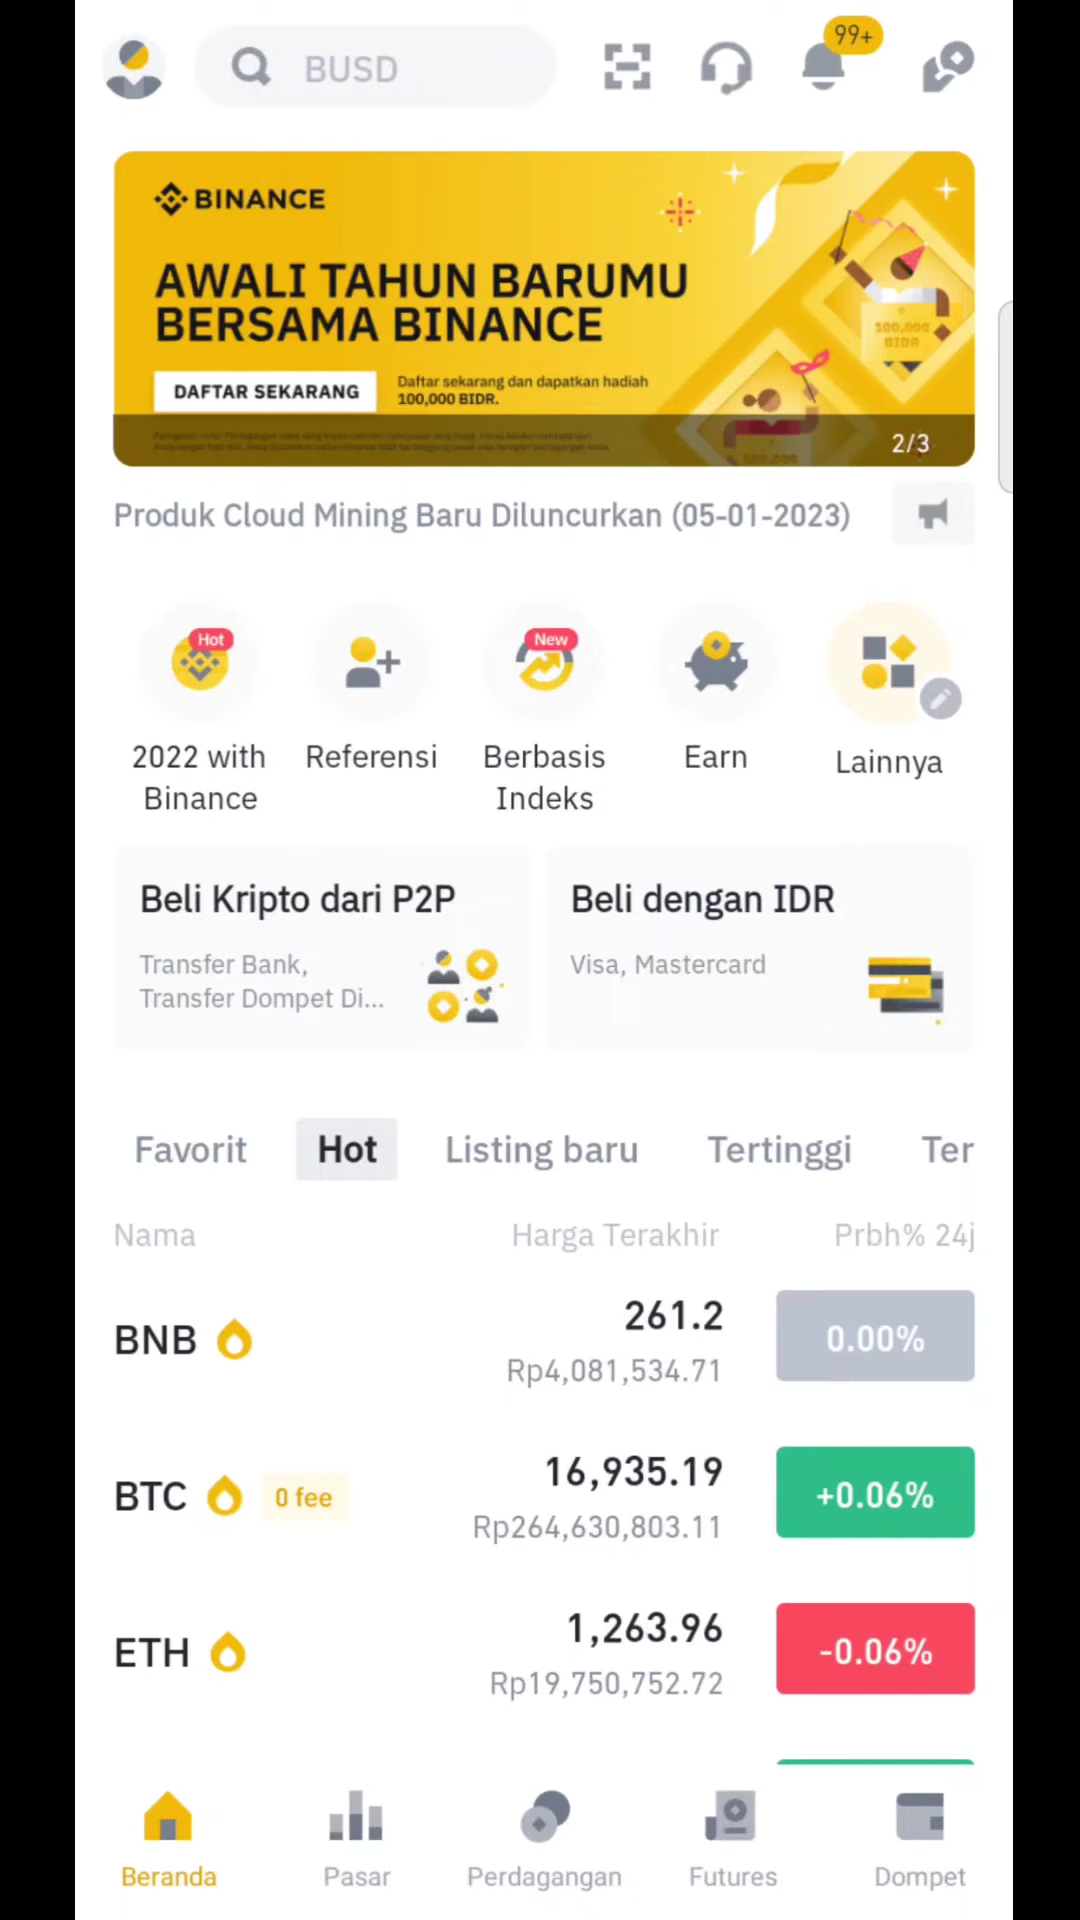 BUSD
99+
BINANCE
AWALI TAHUN BARUMU
BERSAMA BINANCE
DAFTAR SEKARANG
Daftar sekarang dan dapatkan hadiah
100,000 BIDR.
100,000
BIDR
100,000
2/3
Produk Cloud Mining Baru Diluncurkan (05-01-2023)
Hot
New
2022 with
Binance
Referensi
Berbasis
Indeks
Earn
Lainnya
Beli Kripto dari P2P
Transfer Bank,
Transfer Dompet Di...
Beli dengan IDR
Visa, Mastercard
Favorit
Hot
Listing baru
Tertinggi
Ter
Nama
Harga Terakhir
Prbh% 24j
BNB
261.2
Rp4,081,534.71
0.00%
BTC
0 fee
16,935.19
Rp264,630,803.11
+0.06%
ETH
1,263.96
Rp19,750,752.72
-0.06%
Beranda
Pasar
Perdagangan
Futures
Dompet